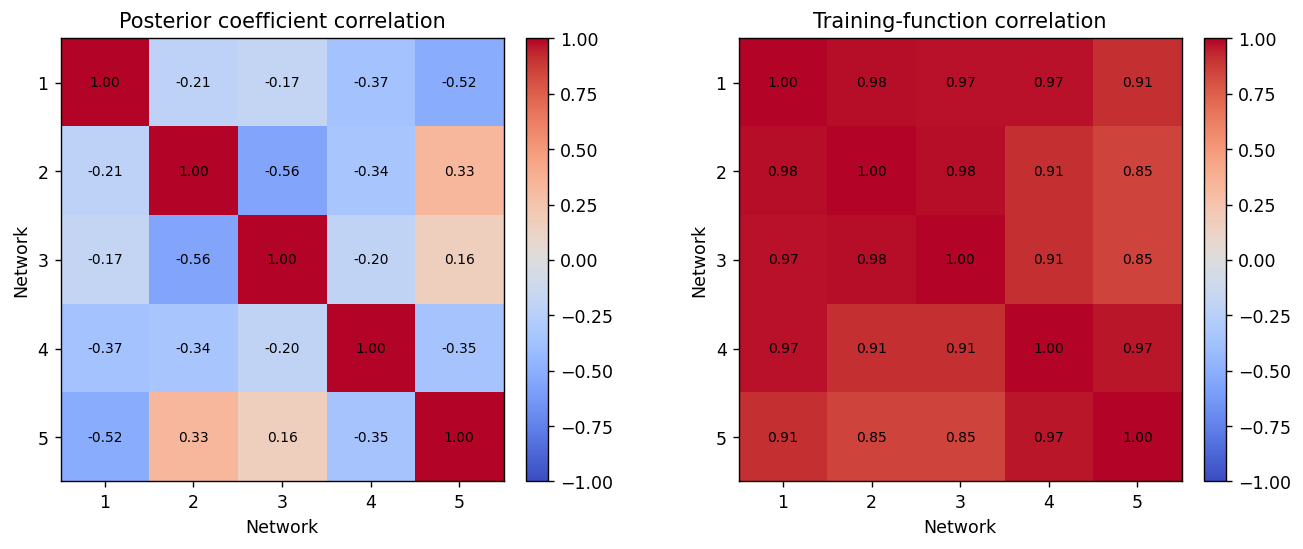 Posterior coefficient correlation
Network
1 1.00 -0.21 -0.17 -0.37 -0.52
2 -0.21 1.00 -0.56 -0.34 0.33
3 -0.17 -0.56 1.00 -0.20 0.16
4 -0.37 -0.34 -0.20 1.00 -0.35
5 -0.52 0.33 0.16 -0.35 1.00
1 2 3 4 5
Network
1.00
0.75
0.50
0.25
0.00
−0.25
−0.50
−0.75
−1.00
Training-function correlation
Network
1 1.00 0.98 0.97 0.97 0.91
2 0.98 1.00 0.98 0.91 0.85
3 0.97 0.98 1.00 0.91 0.85
4 0.97 0.91 0.91 1.00 0.97
5 0.91 0.85 0.85 0.97 1.00
1 2 3 4 5
Network
1.00
0.75
0.50
0.25
0.00
−0.25
−0.50
−0.75
−1.00